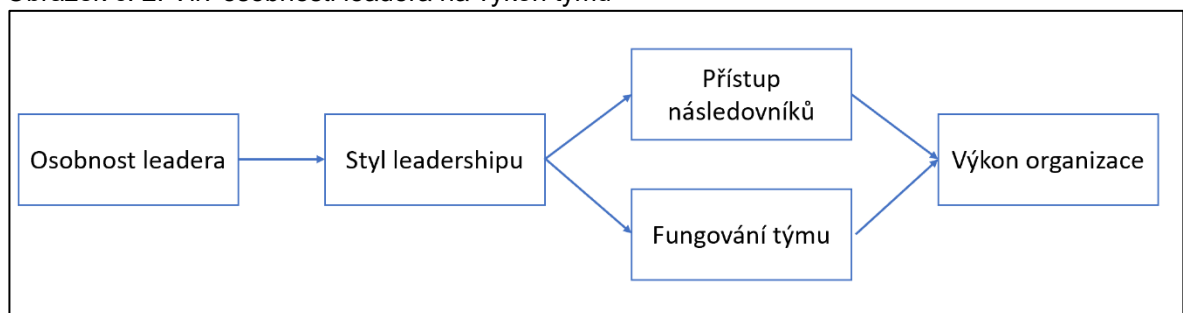 Přístup
následovníků
Osobnost leadera
Styl leadershipu
Výkon organizace
Fungování týmu